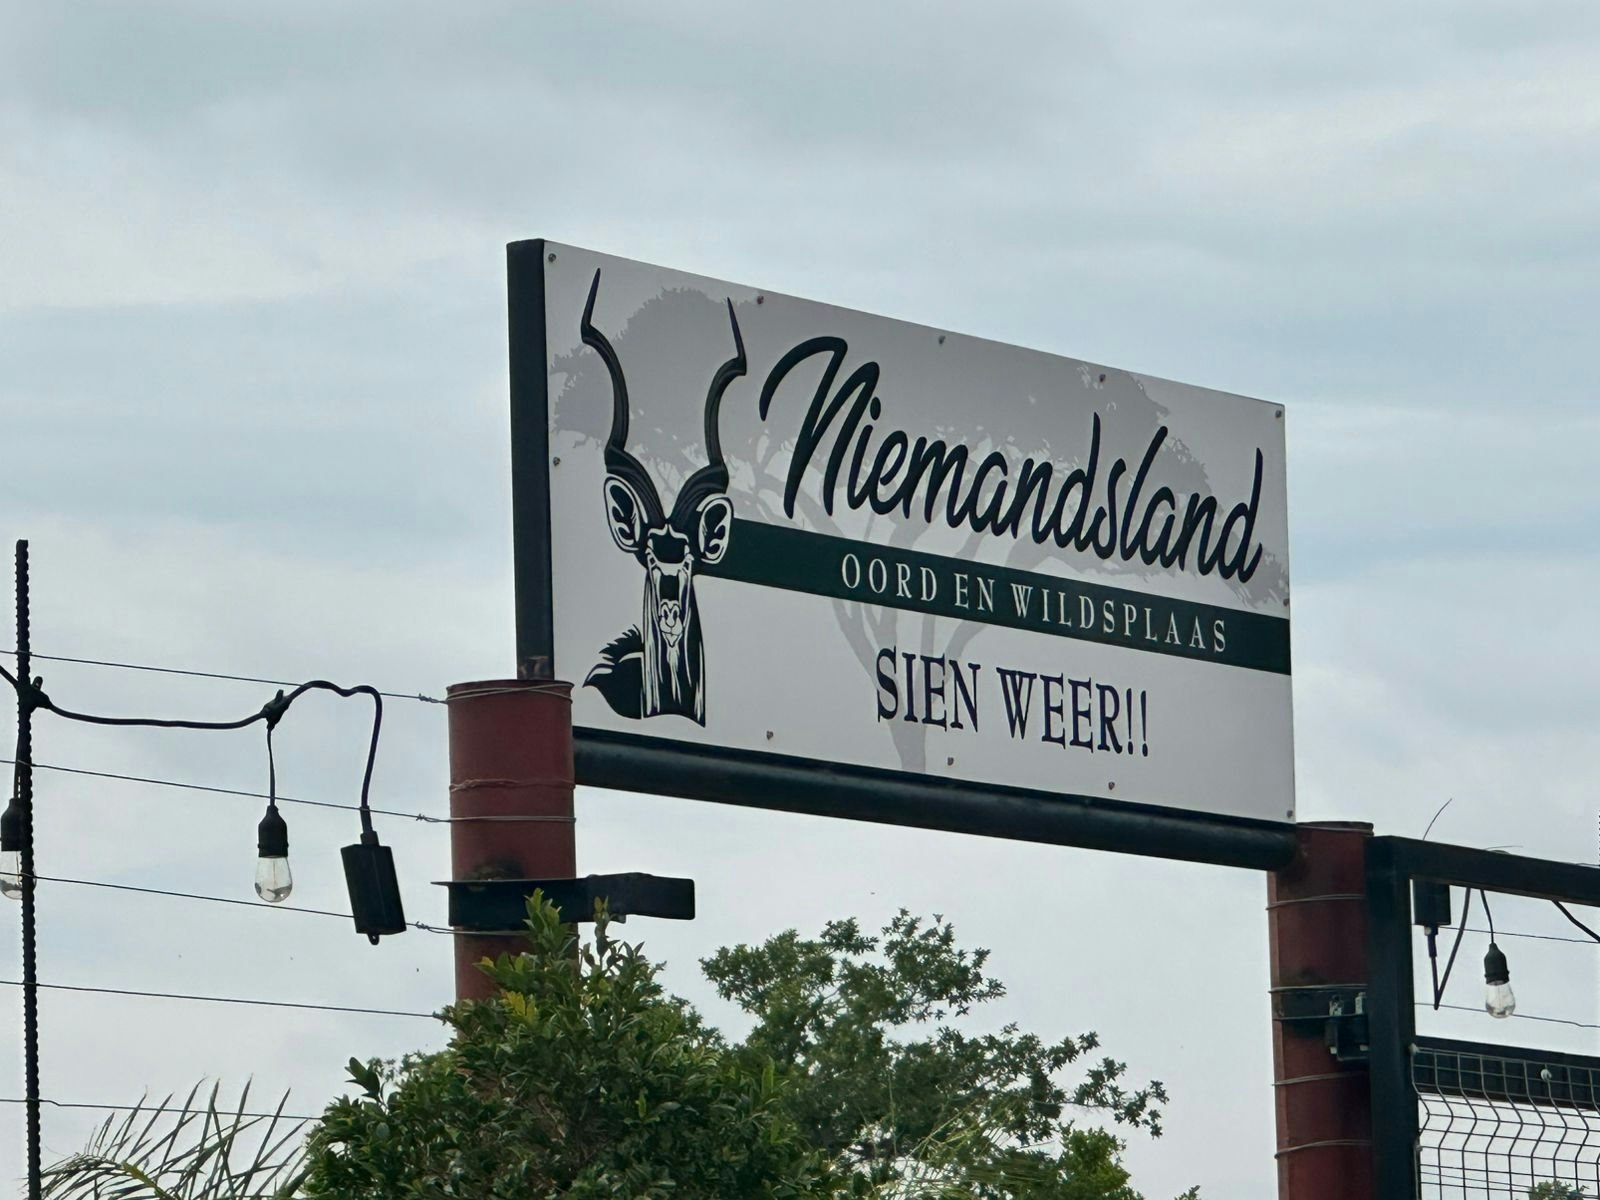 Niemandsland
OORD EN WILDSPLAAS
SIEN WEER!!